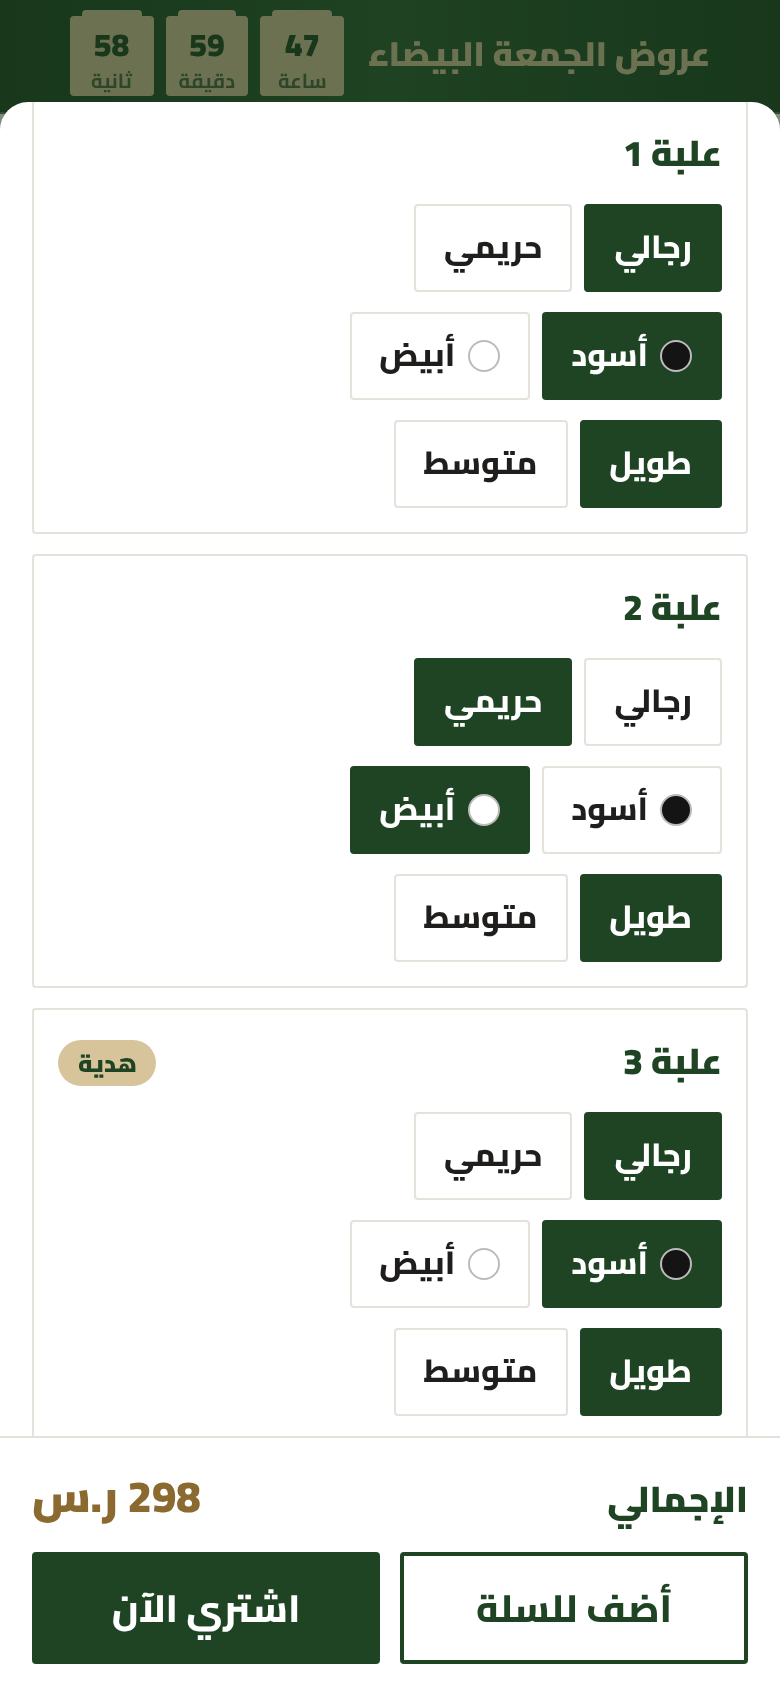 عروض الجمعة البيضاء
47 ساعة
59 دقيقة
58 ثانية
علبة 1
رجالي حريمي
أسود أبيض
طويل متوسط
علبة 2
رجالي حريمي
أسود أبيض
طويل متوسط
علبة 3 هدية
رجالي حريمي
أسود أبيض
طويل متوسط
الإجمالي 298 ر.س
أضف للسلة اشتري الآن